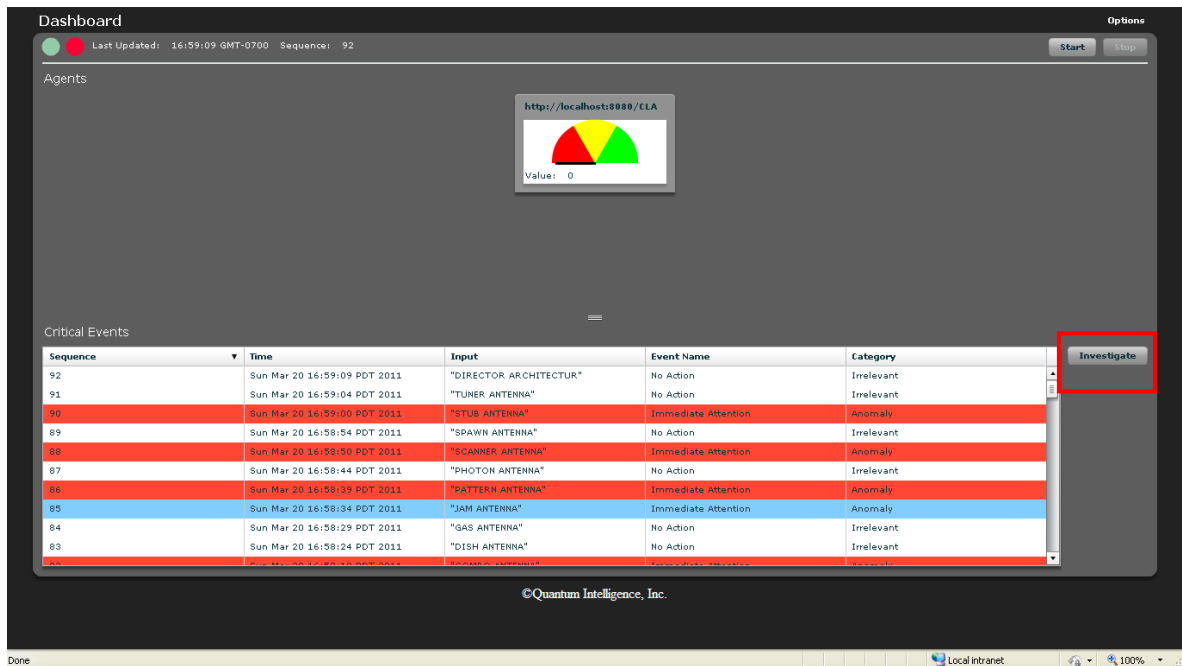 Dashboard Options
Last Updated: 16:59:09 GMT-0700 Sequence: 92 Start Stop
Agents
http://localhost:8080/CLA
Value: 0
Critical Events
Sequence Time Input Event Name Category Investigate
92 Sun Mar 20 16:59:09 PDT 2011 "DIRECTOR ARCHITECTUR" No Action Irrelevant
91 Sun Mar 20 16:59:04 PDT 2011 "TUNER ANTENNA" No Action Irrelevant
90 Sun Mar 20 16:59:00 PDT 2011 "STUB ANTENNA" Immediate Attention Anomaly
89 Sun Mar 20 16:58:54 PDT 2011 "SPAWN ANTENNA" No Action Irrelevant
88 Sun Mar 20 16:58:50 PDT 2011 "SCANNER ANTENNA" Immediate Attention Anomaly
87 Sun Mar 20 16:58:44 PDT 2011 "PHOTON ANTENNA" No Action Irrelevant
86 Sun Mar 20 16:58:39 PDT 2011 "PATTERN ANTENNA" Immediate Attention Anomaly
85 Sun Mar 20 16:58:34 PDT 2011 "JAM ANTENNA" Immediate Attention Anomaly
84 Sun Mar 20 16:58:29 PDT 2011 "GAS ANTENNA" No Action Irrelevant
83 Sun Mar 20 16:58:24 PDT 2011 "DISH ANTENNA" No Action Irrelevant
©Quantum Intelligence, Inc.
Done Local intranet 100%